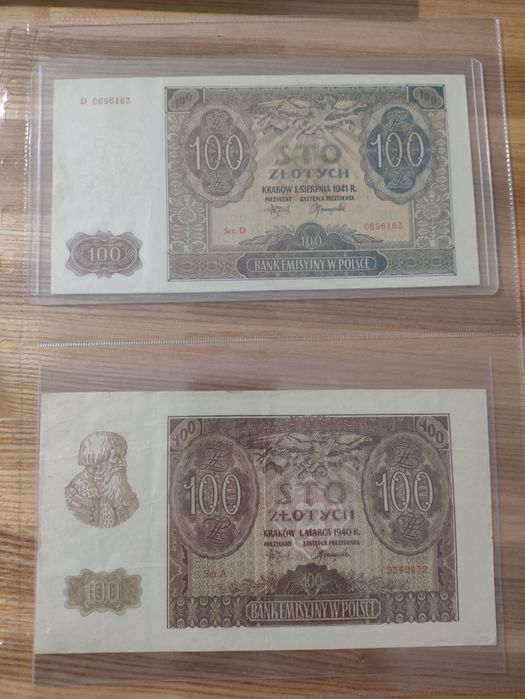 D 0696163
100 100
100 STO 100
ZŁOTYCH
KRAKÓW 1. SIERPNIA 1941 R.
PREZYDENT ZASTĘPCA PREZYDENTA
Ser. D 0696163
100 100
BANK EMISYJNY W POLSCE
100 100
100 STO 100
ZŁOTYCH
KRAKÓW 1. MARCA 1940 R.
PREZYDENT ZASTĘPCA PREZYDENTA
Ser. A
100 100
BANK EMISYJNY W POLSCE